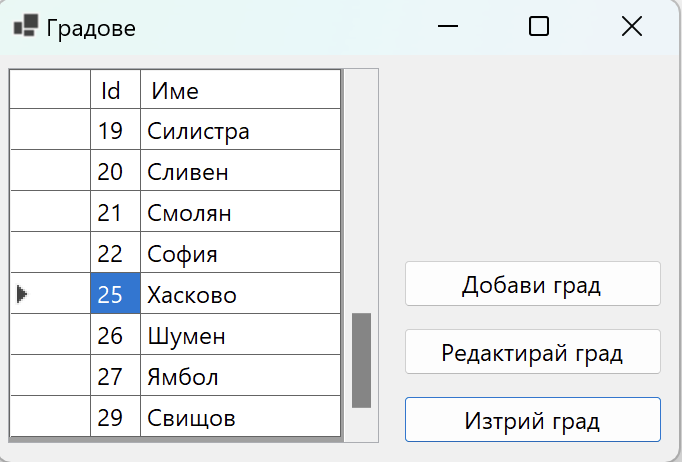 Градове
Id Име
19 Силистра
20 Сливен
21 Смолян
22 София
25 Хасково
26 Шумен
27 Ямбол
29 Свищов
Добави град
Редактирай град
Изтрий град